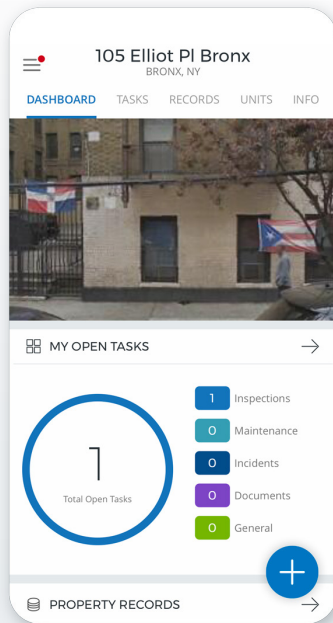 105 Elliot Pl Bronx
BRONX, NY
DASHBOARD TASKS RECORDS UNITS INFO
MY OPEN TASKS
1 Inspections
0 Maintenance
1
Total Open Tasks
0 Incidents
0 Documents
0 General
PROPERTY RECORDS